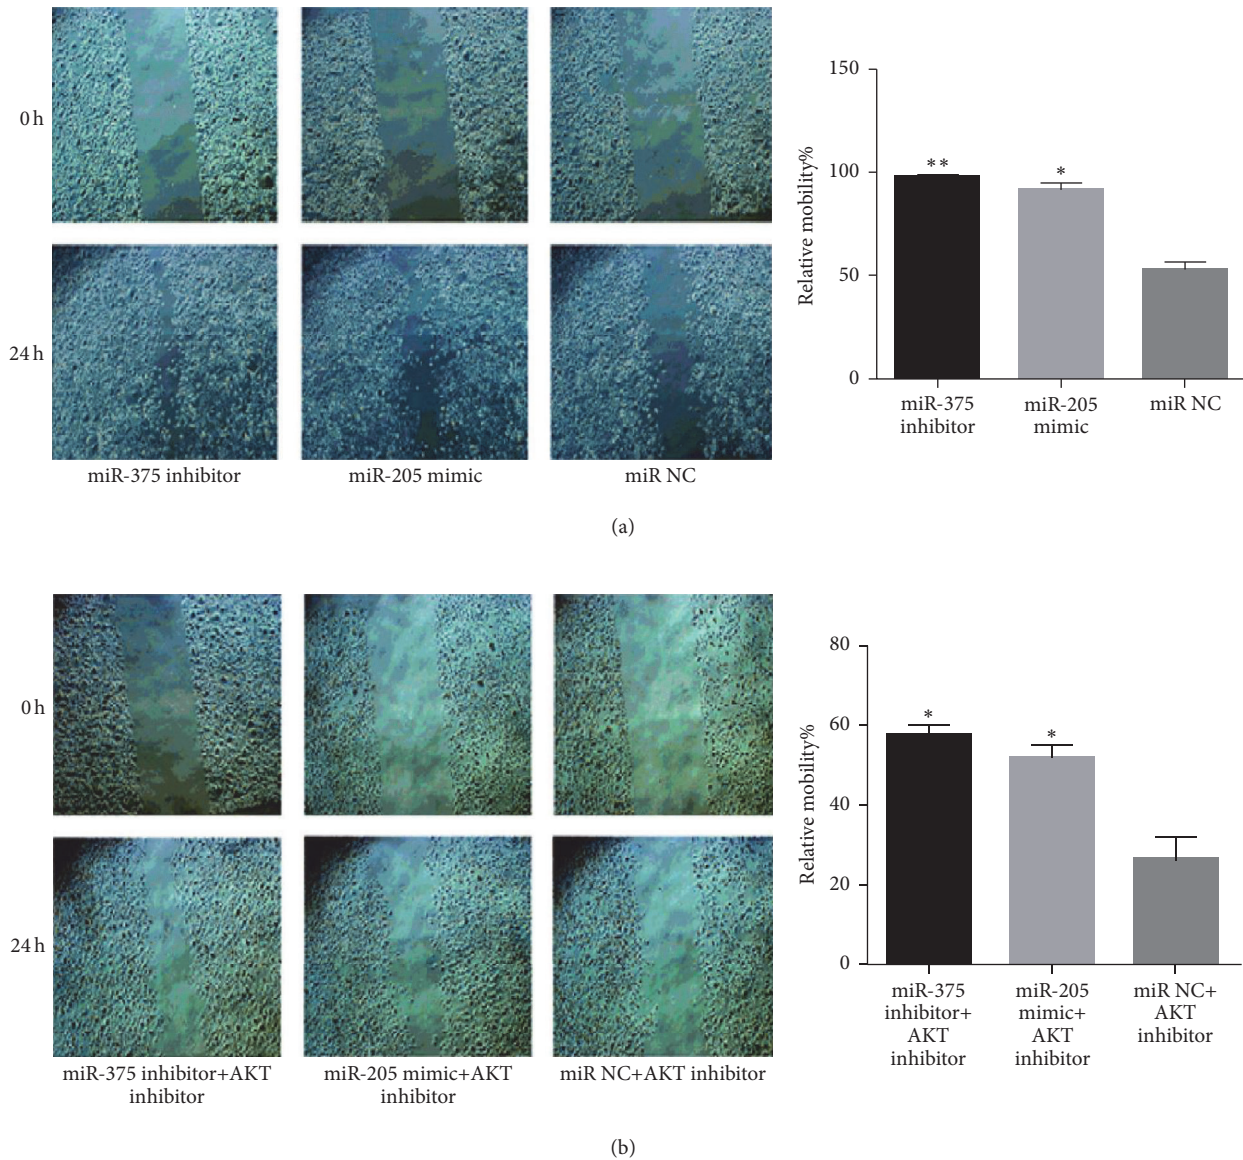 0 h
24 h
miR-375 inhibitor
miR-205 mimic
miR NC
Relative mobility%
150
100
50
0
**
*
miR-375
inhibitor
miR-205
mimic
miR NC
(a)
0 h
24 h
miR-375 inhibitor+AKT
inhibitor
miR-205 mimic+AKT
inhibitor
miR NC+AKT inhibitor
Relative mobility%
80
60
40
20
0
*
*
miR-375
inhibitor+
AKT
inhibitor
miR-205
mimic+
AKT
inhibitor
miR NC+
AKT
inhibitor
(b)